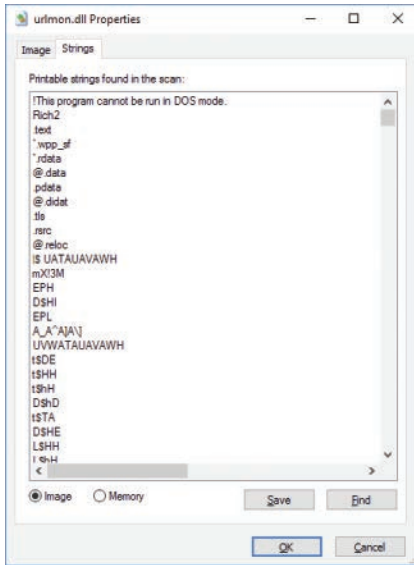 urlmon.dll Properties
Image Strings
Printable strings found in the scan:
!This program cannot be run in DOS mode.
Rich2
.text
`.wpp_sf
`.rdata
@.data
.pdata
@.didat
.tls
.rsrc
@.reloc
l$ UATAUAVAWH
mX!3M
EPH
D$HI
EPL
A_A^A]A\]
UVWATAUAVAWH
t$DE
t$HH
t$hH
D$hD
t$TA
D$HE
L$HH
Image Memory Save Find
OK Cancel